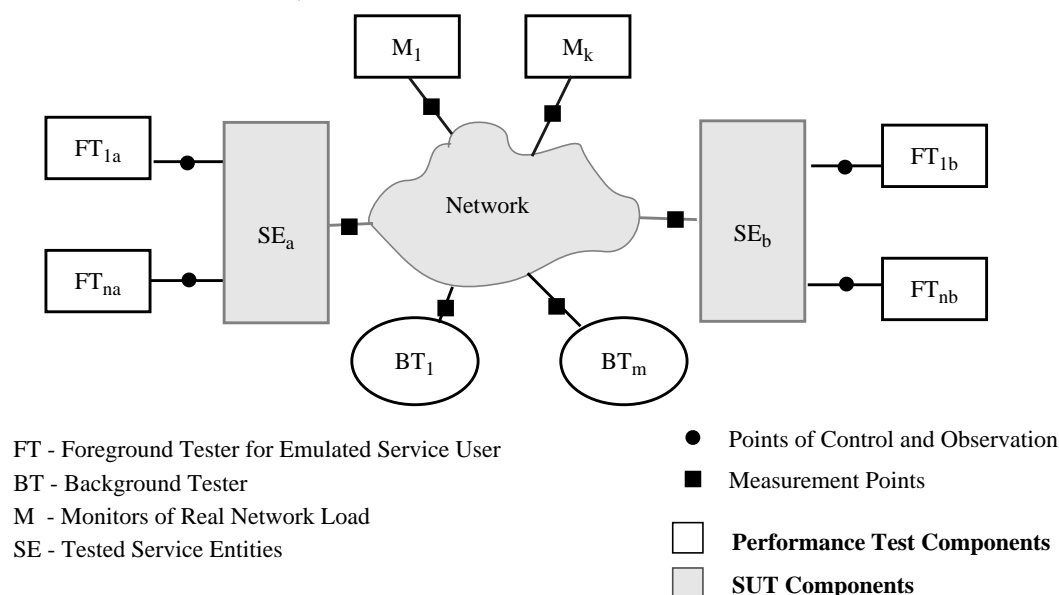 M1
Mk
FT1a
FT1b
Network
SEa
SEb
FTna
FTnb
BT1
BTm
FT - Foreground Tester for Emulated Service User
BT - Background Tester
M - Monitors of Real Network Load
SE - Tested Service Entities
Points of Control and Observation
Measurement Points
Performance Test Components
SUT Components